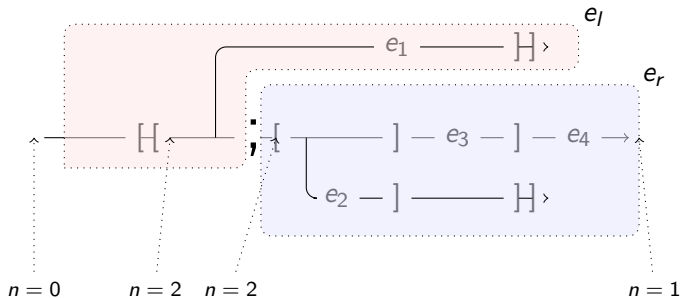 e_l
e_1 ]-]
e_r
[-[ ; [ ] e_3 ] e_4
e_2 ] ]-]
n = 0 n = 2 n = 2 n = 1